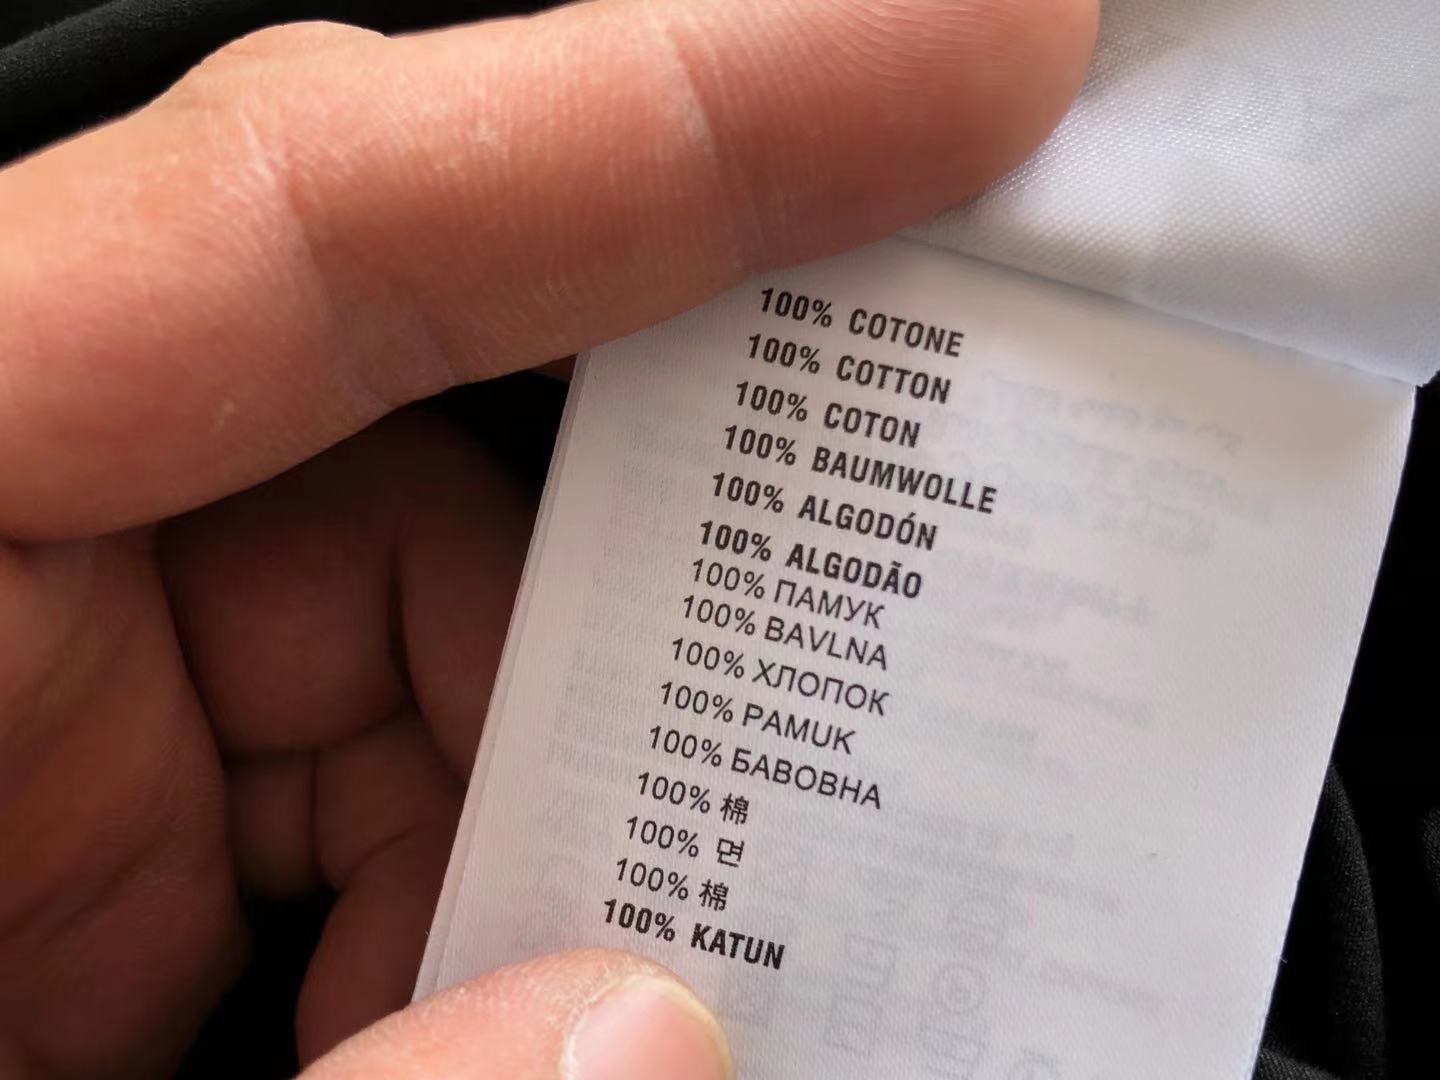 100% COTONE
100% COTTON
100% COTON
100% BAUMWOLLE
100% ALGODÓN
100% ALGODÃO
100% ПАМУК
100% BAVLNA
100% ХЛОПОК
100% PAMUK
100% БАВОВНА
100% 棉
100% 면
100% 棉
100% KATUN